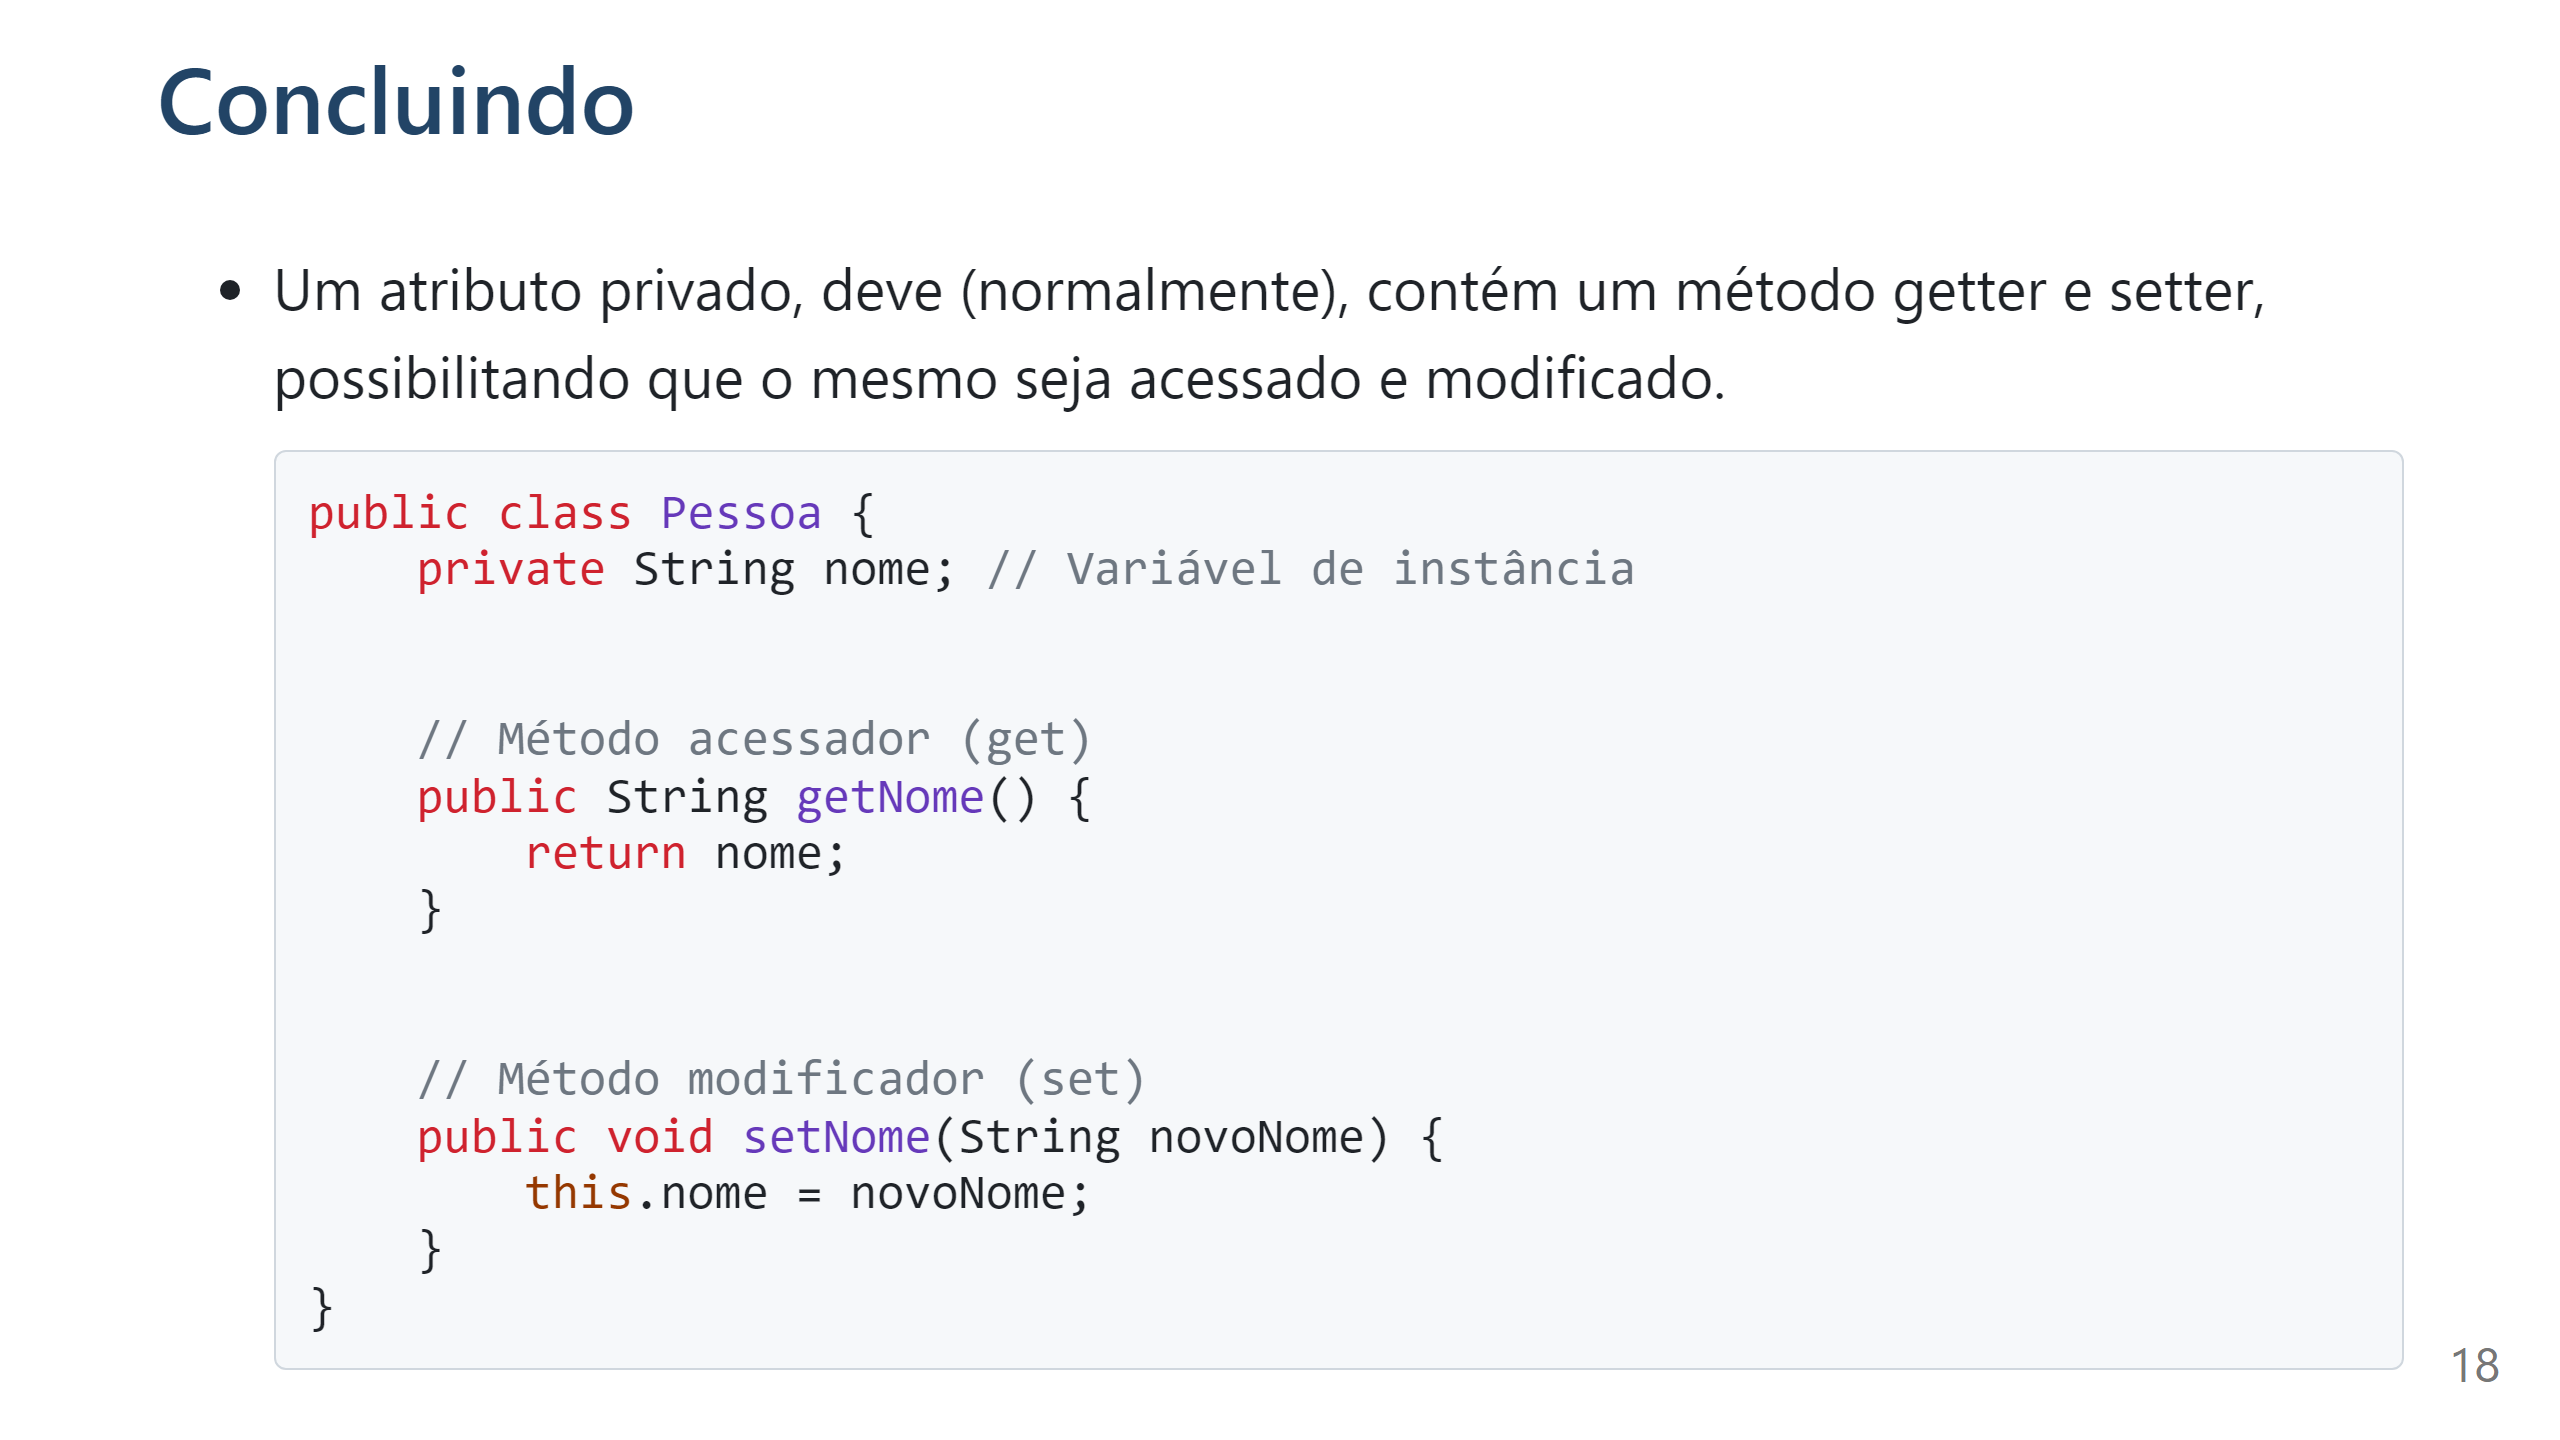 Concluindo
• Um atributo privado, deve (normalmente), contém um método getter e setter,
possibilitando que o mesmo seja acessado e modificado.
public class Pessoa {
    private String nome; // Variável de instância
    // Método acessador (get)
    public String getNome() {
        return nome;
    }
    // Método modificador (set)
    public void setNome(String novoNome) {
        this.nome = novoNome;
    }
}
18